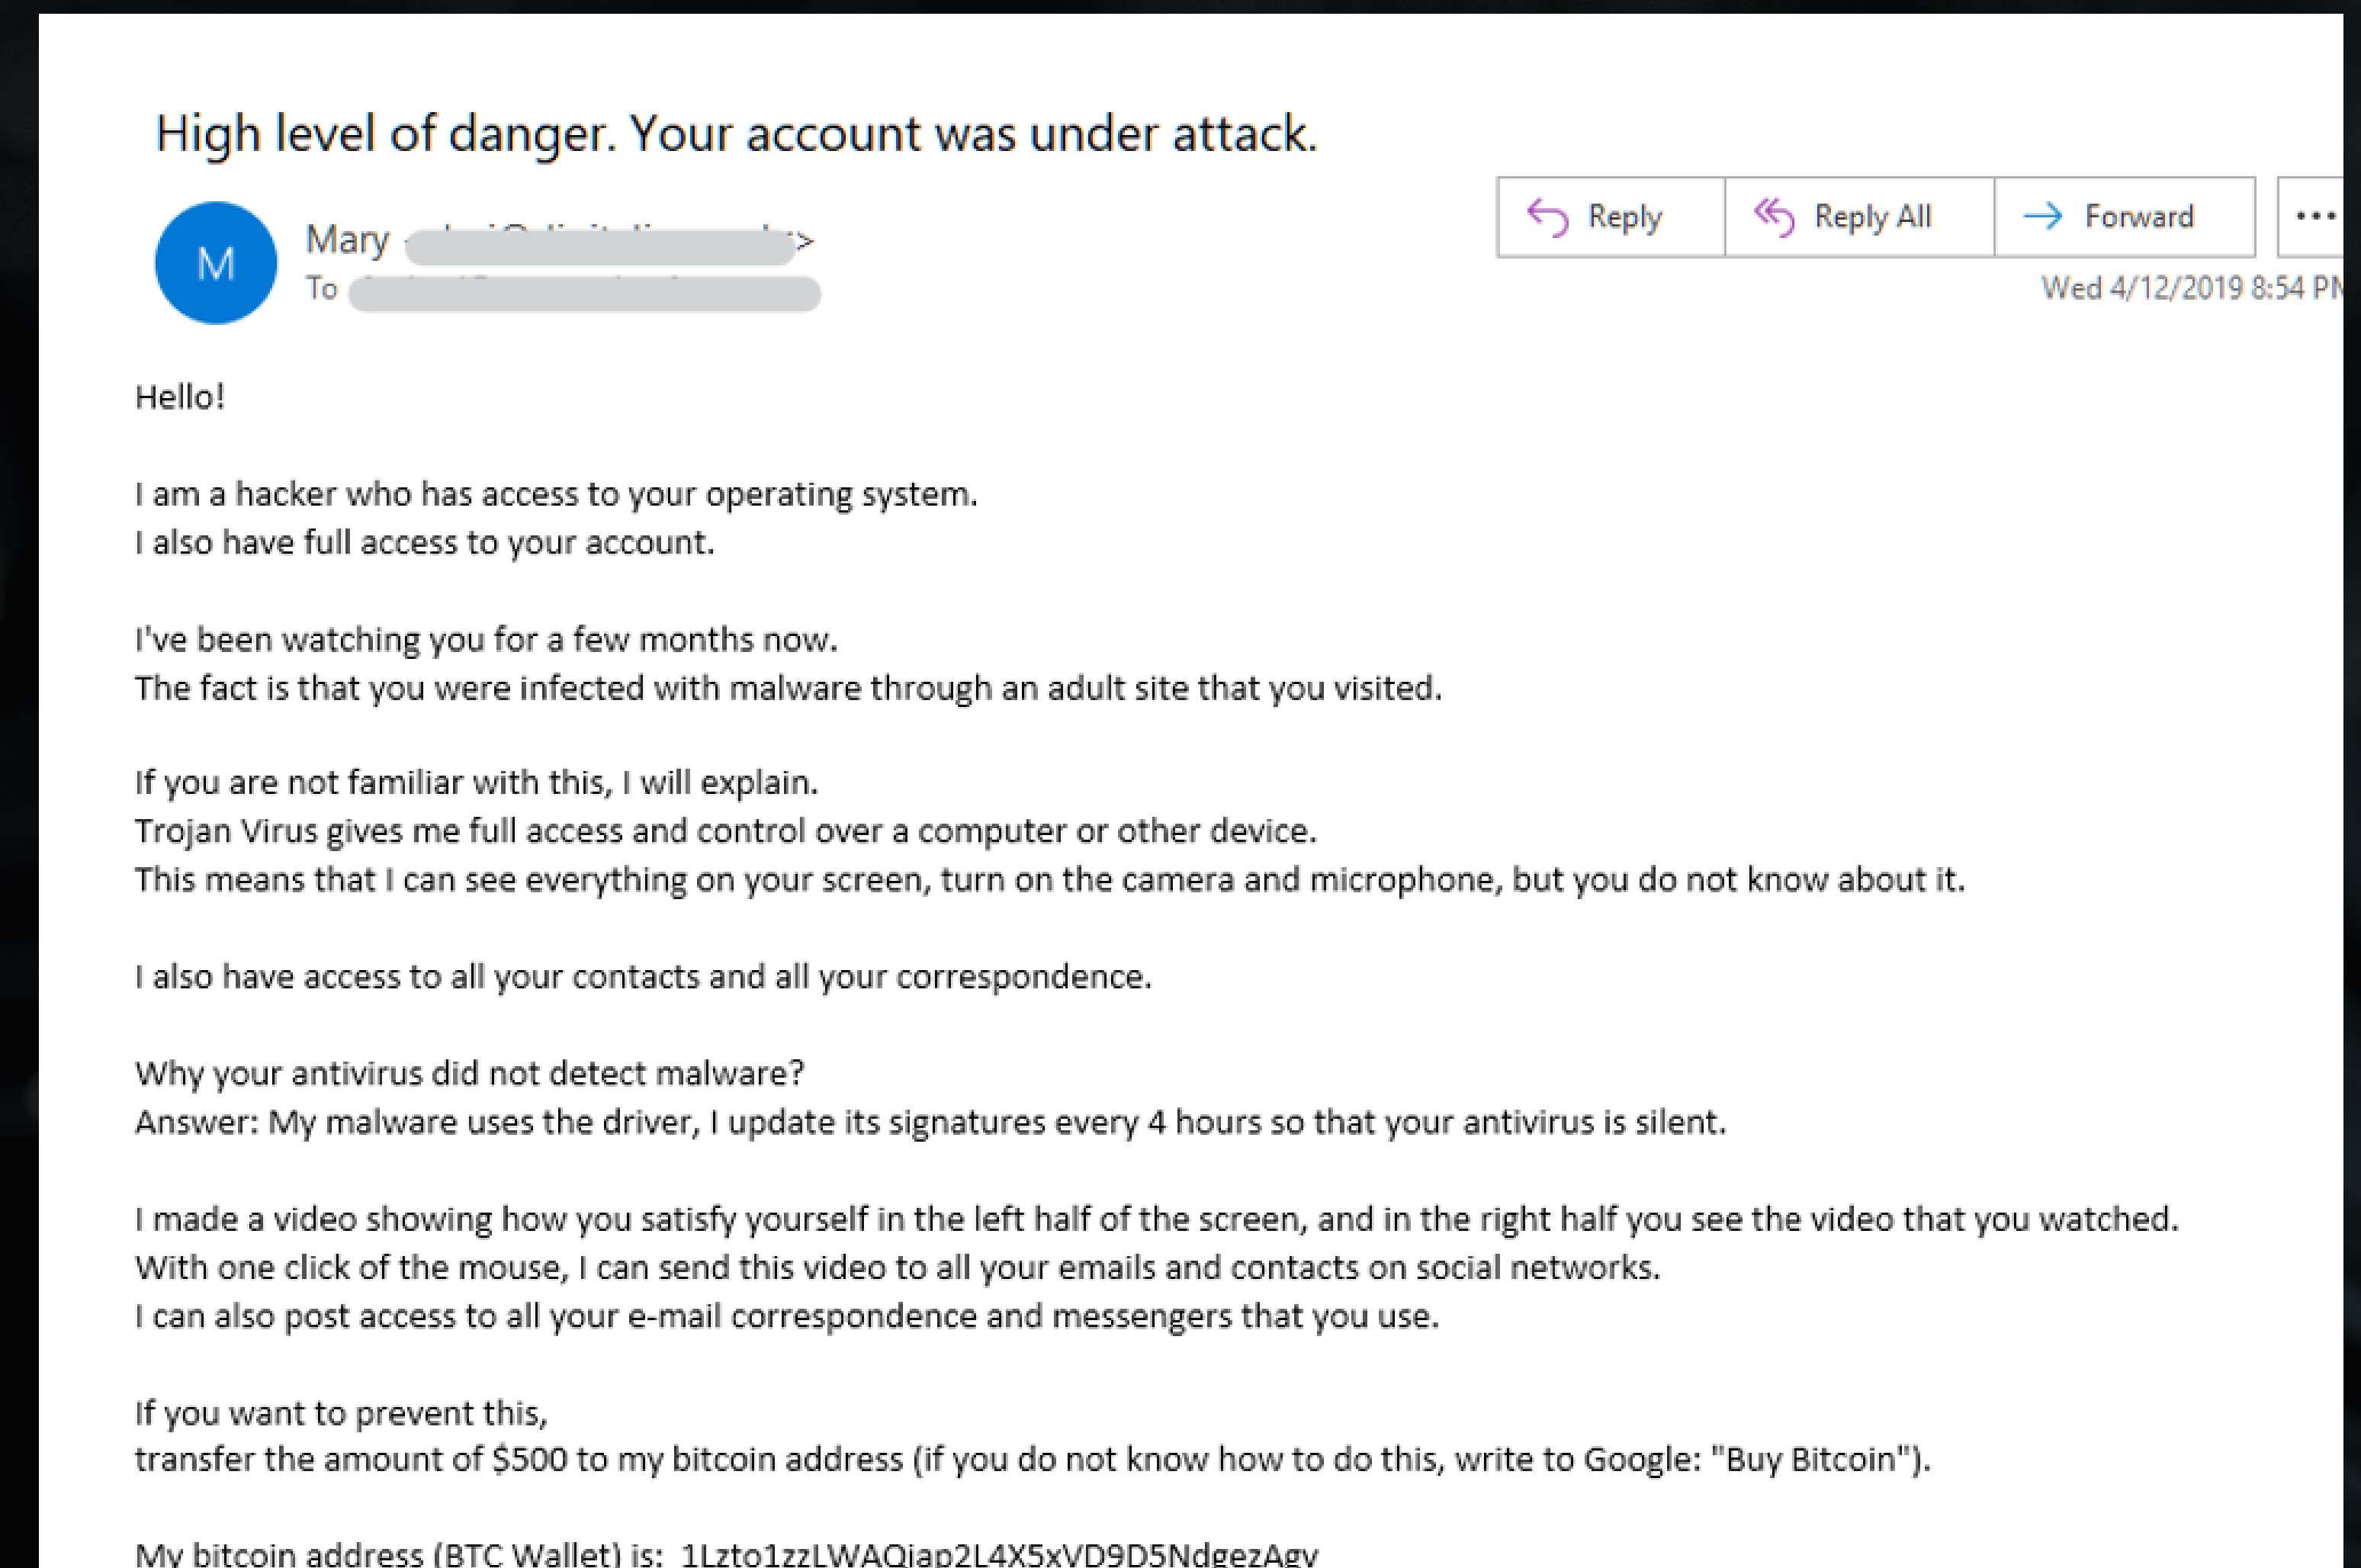 High level of danger. Your account was under attack.
Reply
Reply All
Forward
M
Mary
To
Wed 4/12/2019 8:54 PM
Hello!
I am a hacker who has access to your operating system.
I also have full access to your account.
I've been watching you for a few months now.
The fact is that you were infected with malware through an adult site that you visited.
If you are not familiar with this, I will explain.
Trojan Virus gives me full access and control over a computer or other device.
This means that I can see everything on your screen, turn on the camera and microphone, but you do not know about it.
I also have access to all your contacts and all your correspondence.
Why your antivirus did not detect malware?
Answer: My malware uses the driver, I update its signatures every 4 hours so that your antivirus is silent.
I made a video showing how you satisfy yourself in the left half of the screen, and in the right half you see the video that you watched.
With one click of the mouse, I can send this video to all your emails and contacts on social networks.
I can also post access to all your e-mail correspondence and messengers that you use.
If you want to prevent this,
transfer the amount of $500 to my bitcoin address (if you do not know how to do this, write to Google: "Buy Bitcoin").
My bitcoin address (BTC Wallet) is: